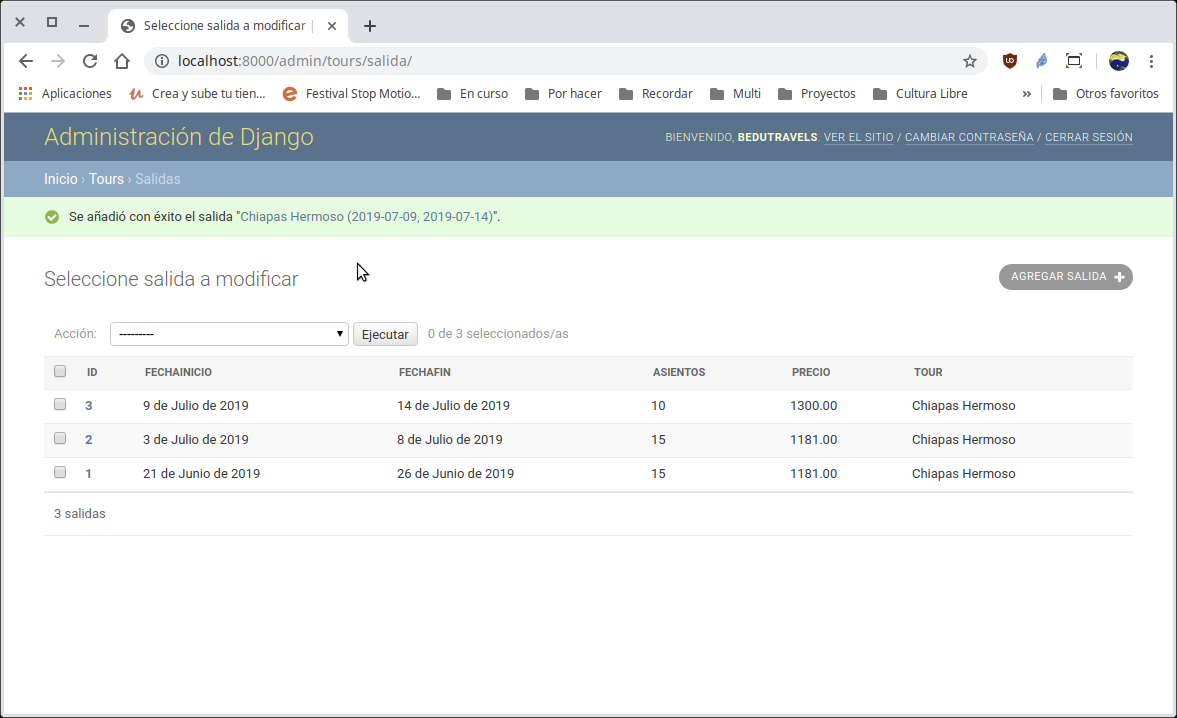 Seleccione salida a modificar |
localhost:8000/admin/tours/salida/
Aplicaciones Crea y sube tu tien... Festival Stop Motio... En curso Por hacer Recordar Multi Proyectos Cultura Libre » Otros favoritos
Administración de Django BIENVENIDO, BEDUTRAVELS. VER EL SITIO / CAMBIAR CONTRASEÑA / CERRAR SESIÓN
Inicio › Tours › Salidas
Se añadió con éxito el salida "Chiapas Hermoso (2019-07-09, 2019-07-14)".
Seleccione salida a modificar AGREGAR SALIDA +
Acción: --------- Ejecutar 0 de 3 seleccionados/as
ID FECHAINICIO FECHAFIN ASIENTOS PRECIO TOUR
3 9 de Julio de 2019 14 de Julio de 2019 10 1300.00 Chiapas Hermoso
2 3 de Julio de 2019 8 de Julio de 2019 15 1181.00 Chiapas Hermoso
1 21 de Junio de 2019 26 de Junio de 2019 15 1181.00 Chiapas Hermoso
3 salidas